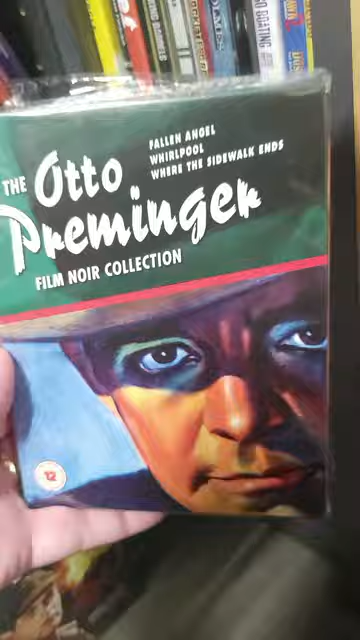 FALLEN ANGEL
WHIRLPOOL
WHERE THE SIDEWALK ENDS
THE Otto
Preminger
FILM NOIR COLLECTION
12